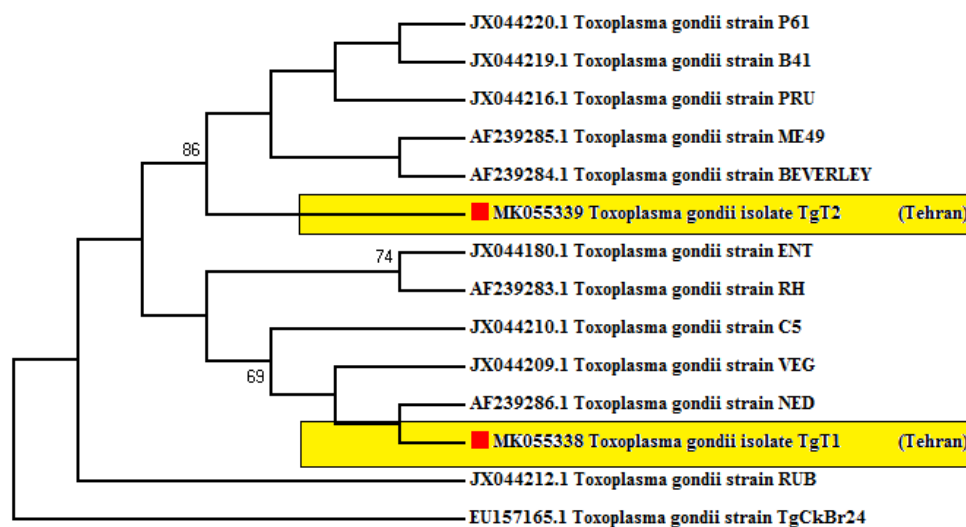 JX044220.1 Toxoplasma gondii strain P61
JX044219.1 Toxoplasma gondii strain B41
JX044216.1 Toxoplasma gondii strain PRU
AF239285.1 Toxoplasma gondii strain ME49
86
AF239284.1 Toxoplasma gondii strain BEVERLEY
MK055339 Toxoplasma gondii isolate TgT2 (Tehran)
74 JX044180.1 Toxoplasma gondii strain ENT
AF239283.1 Toxoplasma gondii strain RH
JX044210.1 Toxoplasma gondii strain C5
JX044209.1 Toxoplasma gondii strain VEG
69
AF239286.1 Toxoplasma gondii strain NED
MK055338 Toxoplasma gondii isolate TgT1 (Tehran)
JX044212.1 Toxoplasma gondii strain RUB
EU157165.1 Toxoplasma gondii strain TgCkBr24